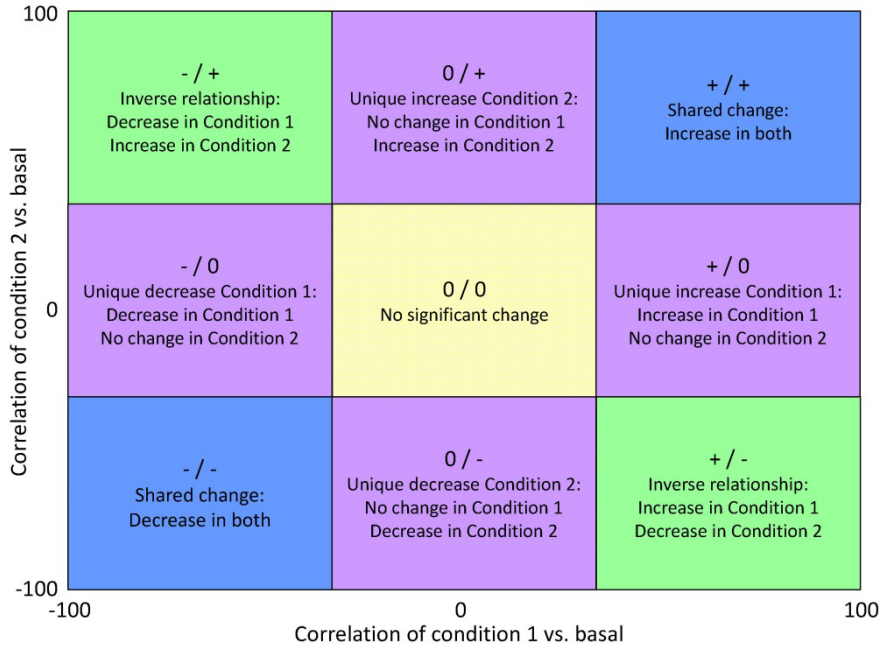 100
- / +
Inverse relationship:
Decrease in Condition 1
Increase in Condition 2
0 / +
Unique increase Condition 2:
No change in Condition 1
Increase in Condition 2
+ / +
Shared change:
Increase in both
Correlation of condition 2 vs. basal
0
- / 0
Unique decrease Condition 1:
Decrease in Condition 1
No change in Condition 2
0 / 0
No significant change
+ / 0
Unique increase Condition 1:
Increase in Condition 1
No change in Condition 2
- / -
Shared change:
Decrease in both
0 / -
Unique decrease Condition 2:
No change in Condition 1
Decrease in Condition 2
+ / -
Inverse relationship:
Increase in Condition 1
Decrease in Condition 2
-100
-100
0
100
Correlation of condition 1 vs. basal